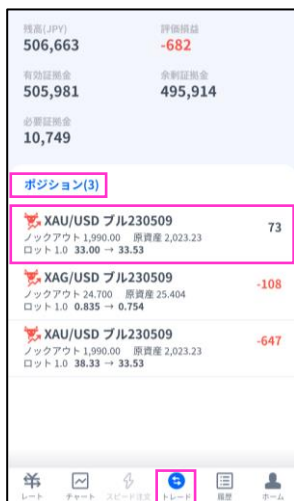 残高(JPY) 評価損益
506,663 -682
有効証拠金 余剰証拠金
505,981 495,914
必要証拠金
10,749
ポジション(3)
XAU/USD ブル230509 73
ノックアウト 1,990.00 原資産 2,023.23
ロット 1.0 33.00 → 33.53
XAG/USD ブル230509 -108
ノックアウト 24.700 原資産 25.404
ロット 1.0 0.835 → 0.754
XAU/USD ブル230509 -647
ノックアウト 1,990.00 原資産 2,023.23
ロット 1.0 38.33 → 33.53
レート チャート スピード注文 トレード 履歴 ホーム